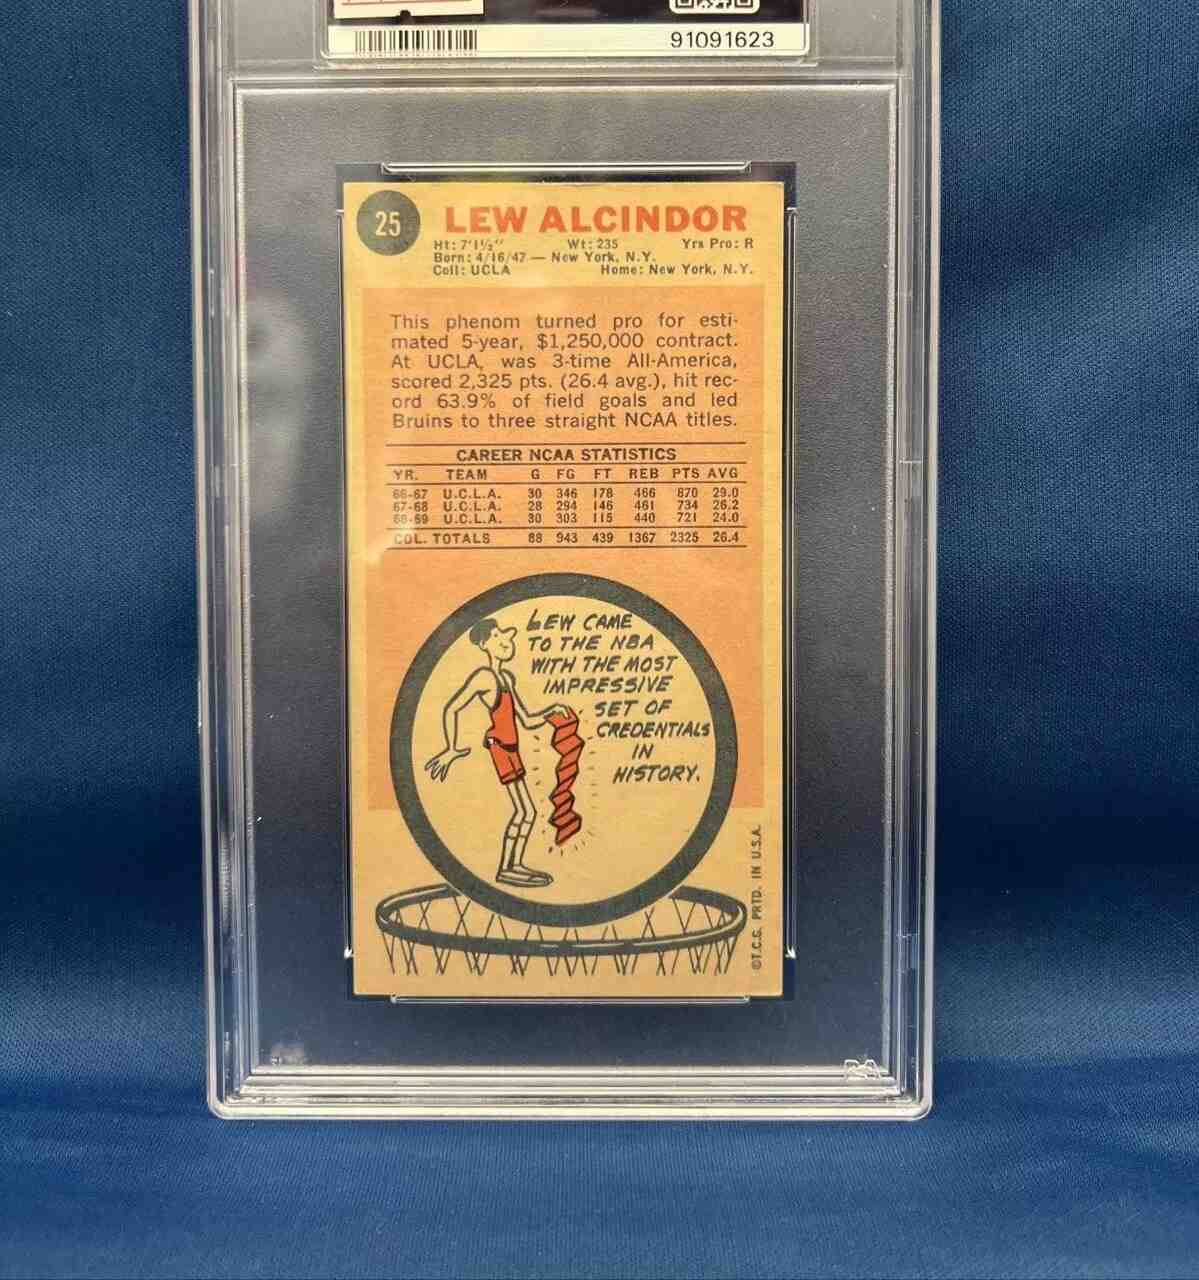 91091623
25
LEW ALCINDOR
Ht: 7'1½" Wt: 235 Yrs Pro: R
Born: 4/16/47 — New York, N.Y.
Coll: UCLA Home: New York, N.Y.
This phenom turned pro for esti-
mated 5-year, $1,250,000 contract.
At UCLA, was 3-time All-America,
scored 2,325 pts. (26.4 avg.), hit rec-
ord 63.9% of field goals and led
Bruins to three straight NCAA titles.
CAREER NCAA STATISTICS
YR. TEAM G FG FT REB PTS AVG
66-67 U.C.L.A. 30 346 178 466 870 29.0
67-68 U.C.L.A. 28 294 146 461 734 26.2
68-69 U.C.L.A. 30 303 115 440 721 24.0
COL. TOTALS 88 943 439 1367 2325 26.4
LEW CAME
TO THE NBA
WITH THE MOST
IMPRESSIVE
SET OF
CREDENTIALS
IN
HISTORY.
©T.C.G. PRTD. IN U.S.A.